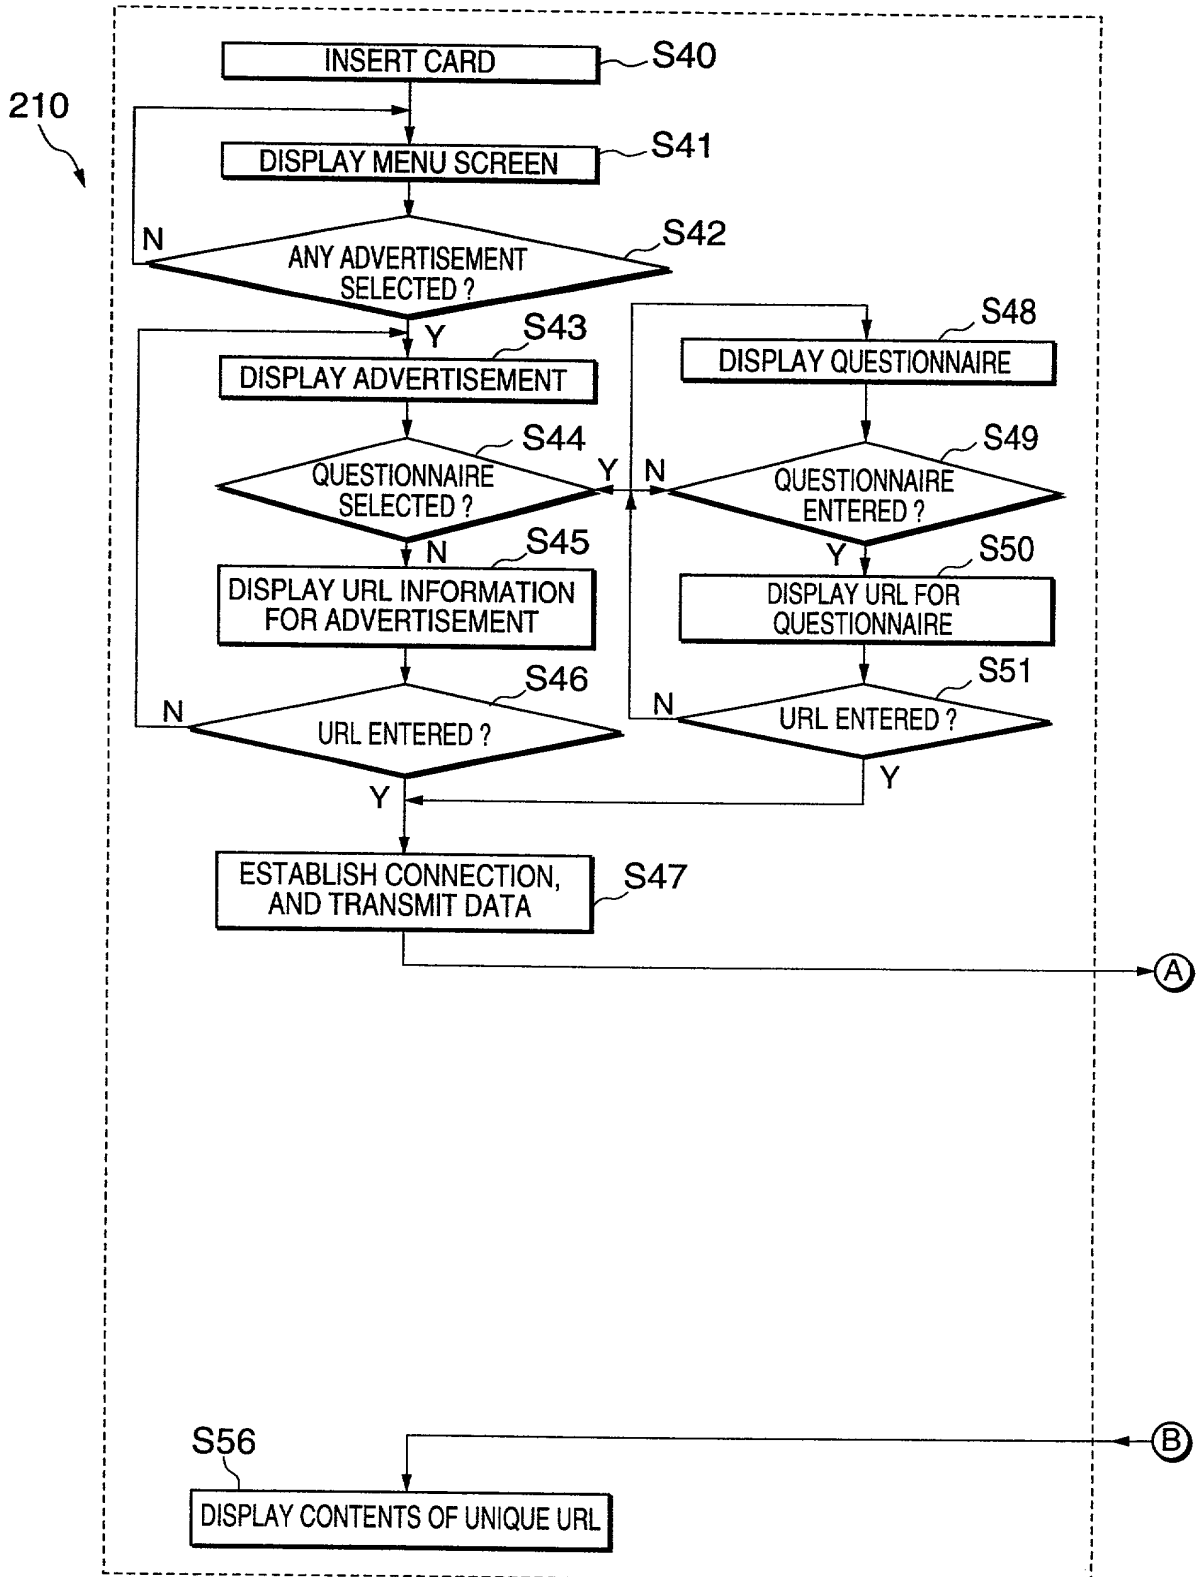 INSERT CARD
S40
210
DISPLAY MENU SCREEN
S41
N
ANY ADVERTISEMENT
SELECTED ?
S42
Y
S43
DISPLAY ADVERTISEMENT
S48
DISPLAY QUESTIONNAIRE
S44
QUESTIONNAIRE
SELECTED ?
Y
N
S49
QUESTIONNAIRE
ENTERED ?
N
S45
DISPLAY URL INFORMATION
FOR ADVERTISEMENT
Y
S50
DISPLAY URL FOR
QUESTIONNAIRE
N
S46
URL ENTERED ?
N
S51
URL ENTERED ?
Y
Y
ESTABLISH CONNECTION,
AND TRANSMIT DATA
S47
A
B
S56
DISPLAY CONTENTS OF UNIQUE URL